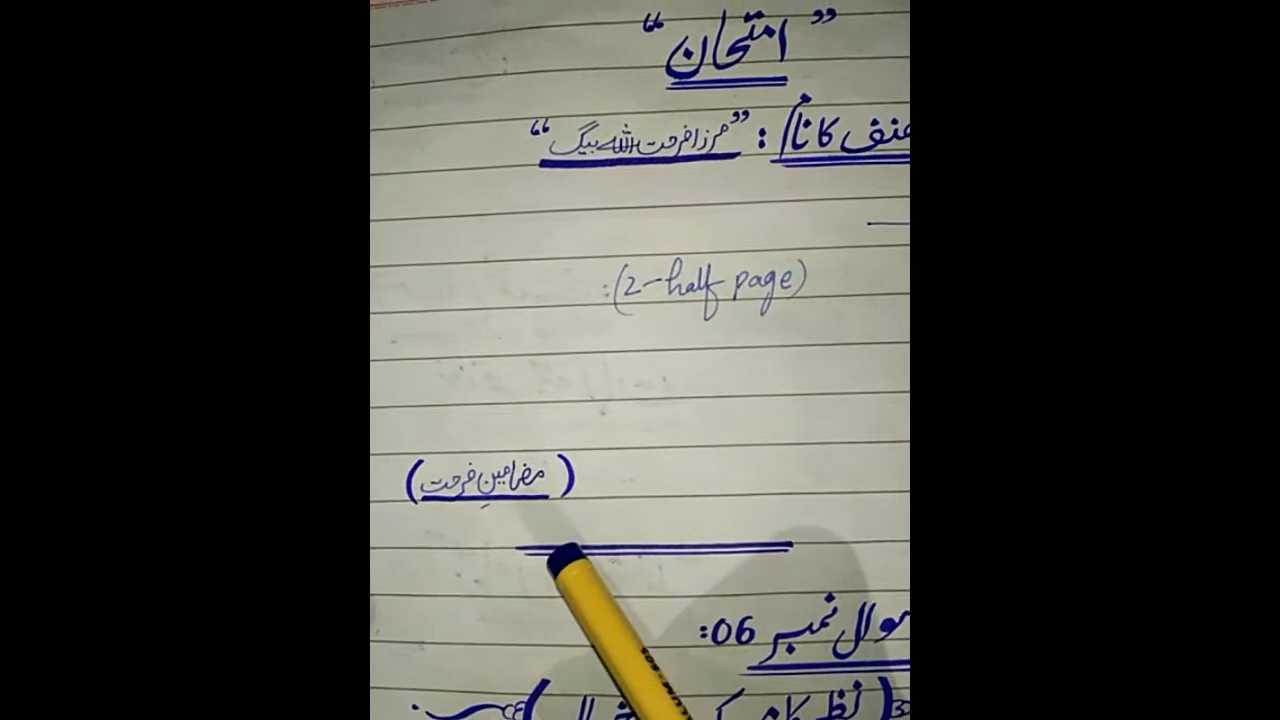 ”امتحان“
مصنف کا نام: ”مرزا فرحت اللہ بیگ“
(2-half page):
(مضامینِ فرحت)
سوال نمبر 06: